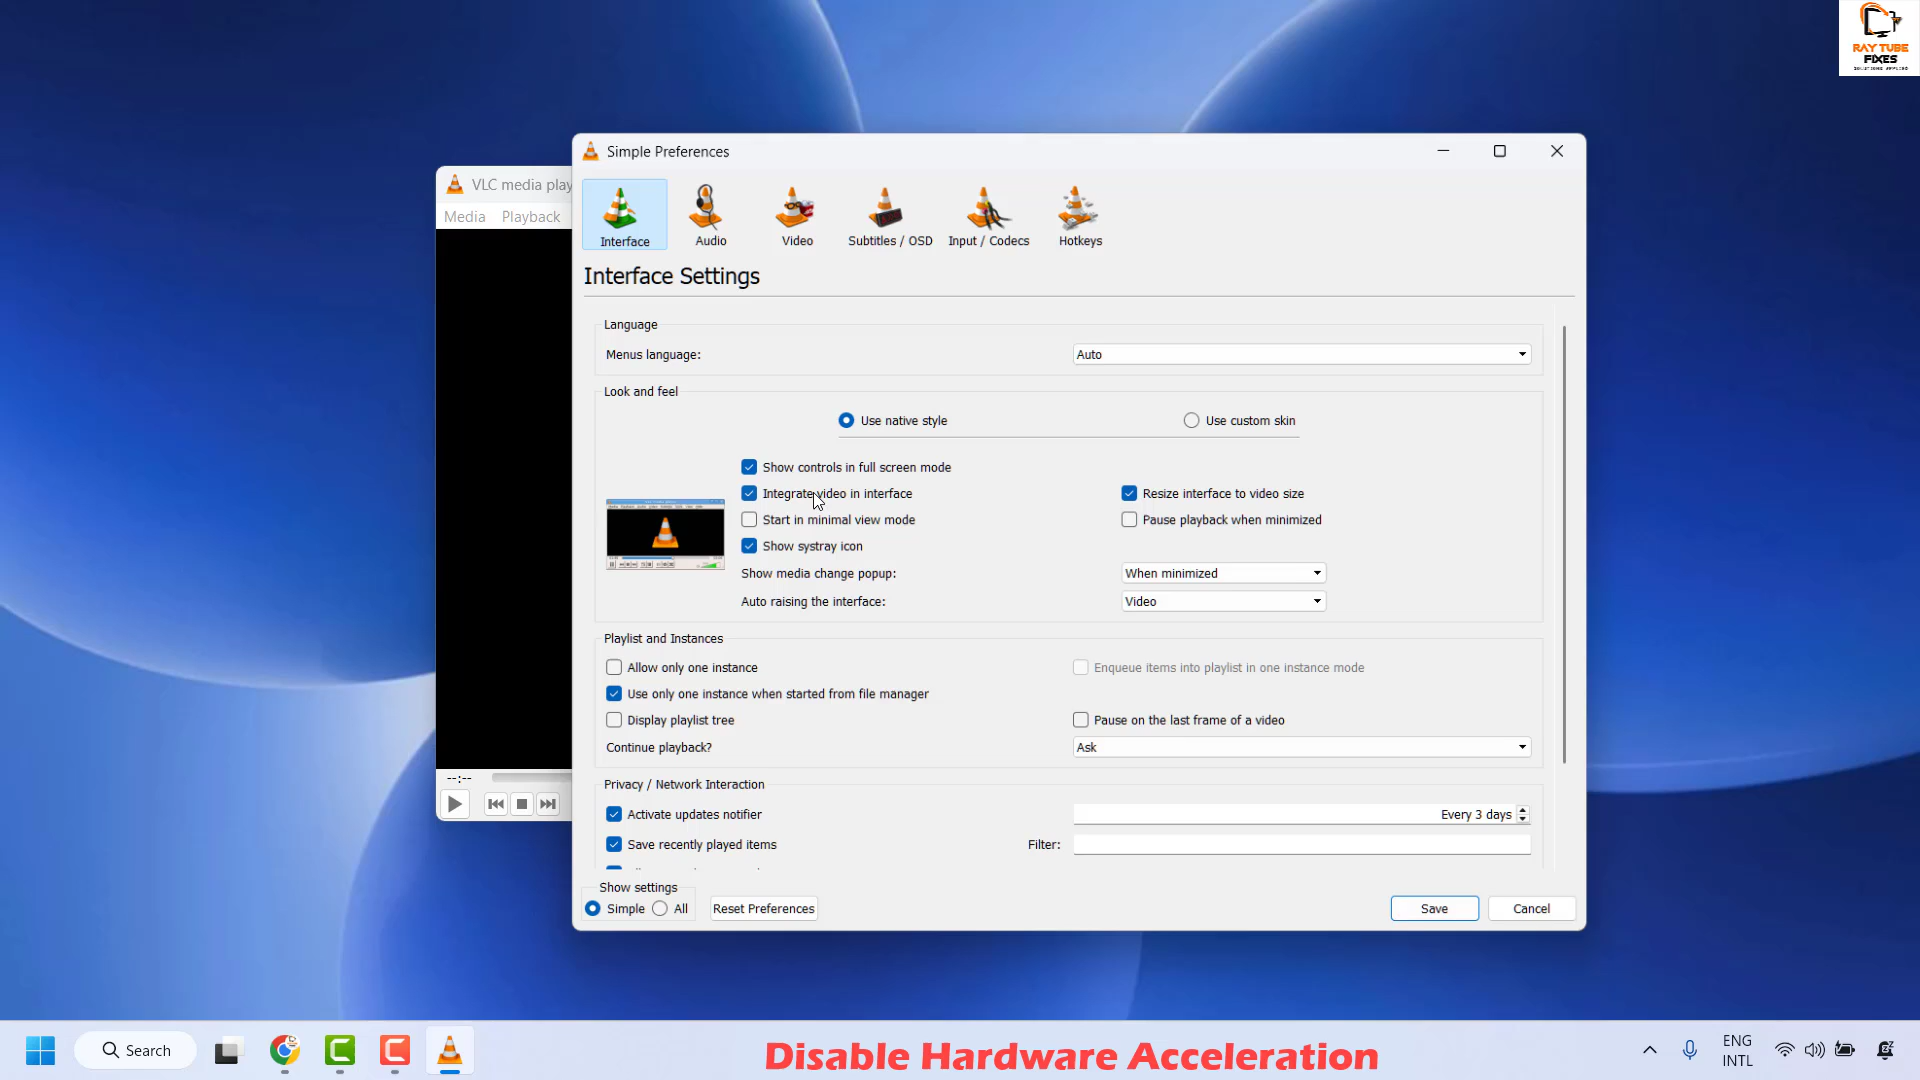 RAY TUBE
FIXES
SOLUTIONS APPLIED
Simple Preferences
VLC media play
Media Playback
Interface
Audio
Video
Subtitles / OSD
Input / Codecs
Hotkeys
Interface Settings
Language
Menus language:
Auto
Look and feel
Use native style
Use custom skin
Show controls in full screen mode
Integrate video in interface
Resize interface to video size
Start in minimal view mode
Pause playback when minimized
Show systray icon
Show media change popup:
When minimized
Auto raising the interface:
Video
Playlist and Instances
Allow only one instance
Enqueue items into playlist in one instance mode
Use only one instance when started from file manager
Display playlist tree
Pause on the last frame of a video
Continue playback?
Ask
--:--
Privacy / Network Interaction
Activate updates notifier
Every 3 days
Save recently played items
Filter:
Show settings
Simple
All
Reset Preferences
Save
Cancel
Search
Disable Hardware Acceleration
ENG
INTL